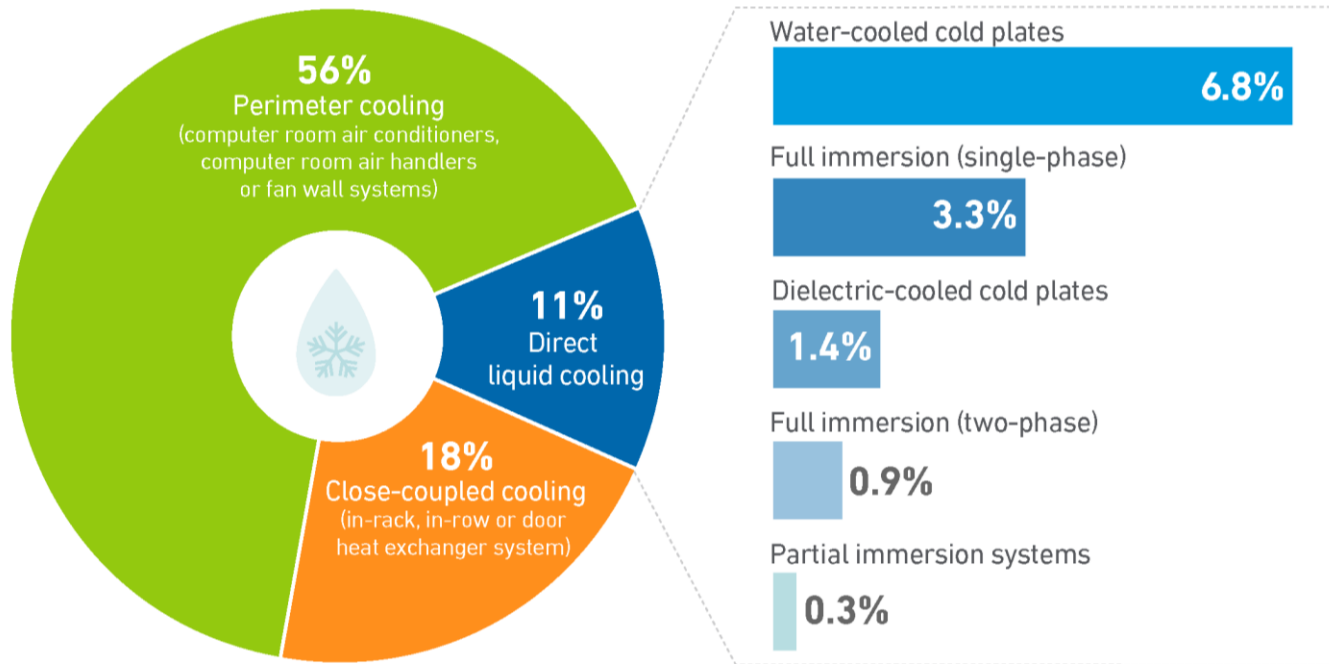 56%
Perimeter cooling
(computer room air conditioners,
computer room air handlers
or fan wall systems)
11%
Direct
liquid cooling
18%
Close-coupled cooling
(in-rack, in-row or door
heat exchanger system)
Water-cooled cold plates
6.8%
Full immersion (single-phase)
3.3%
Dielectric-cooled cold plates
1.4%
Full immersion (two-phase)
0.9%
Partial immersion systems
0.3%